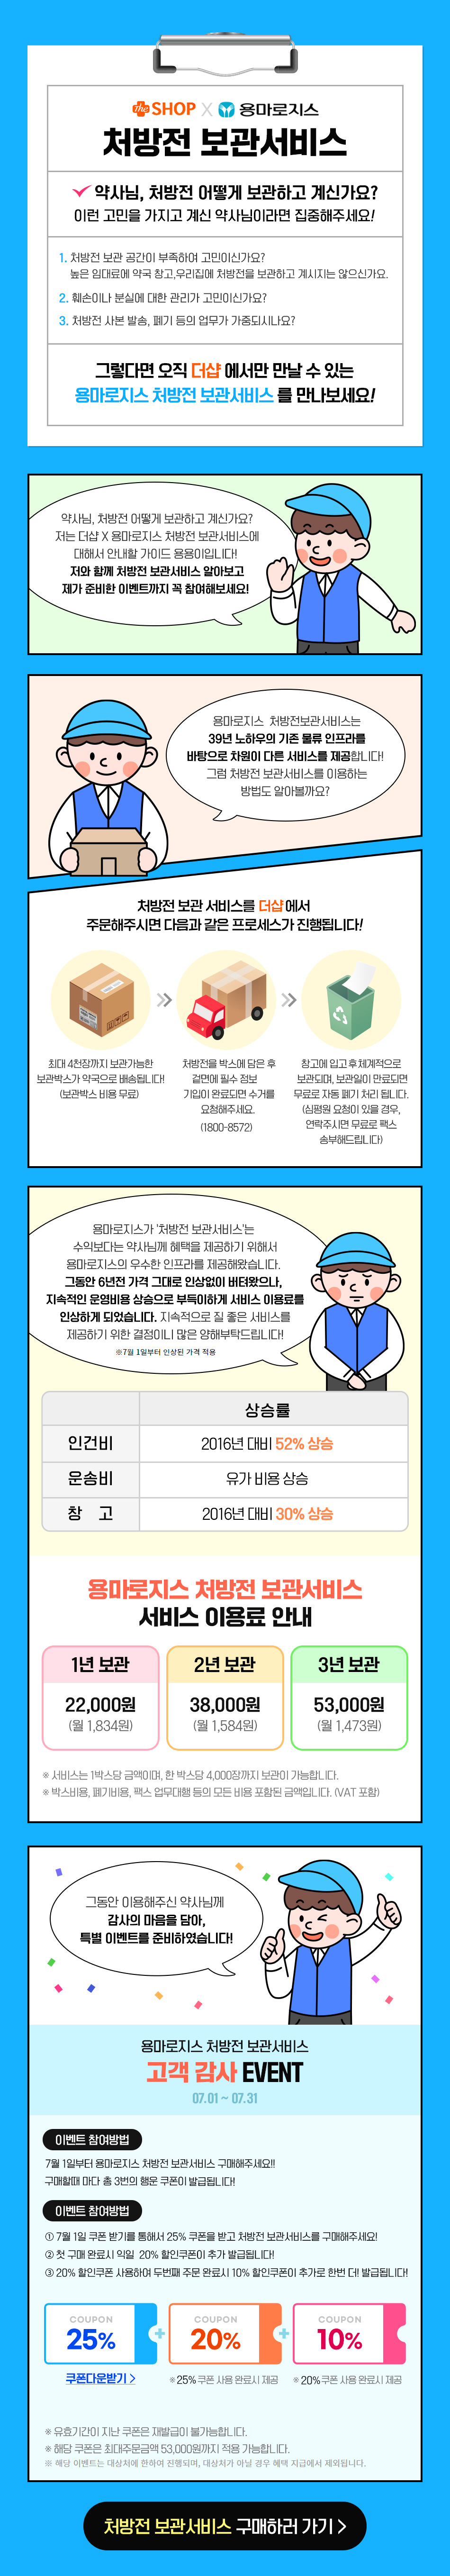 The SHOP X 용마로지스
처방전 보관서비스
약사님, 처방전 어떻게 보관하고 계신가요?
이런 고민을 가지고 계신 약사님이라면 집중해주세요!
1. 처방전 보관 공간이 부족하여 고민이신가요?
높은 임대료에 약국 창고,우리집에 처방전을 보관하고 계시지는 않으신가요.
2. 훼손이나 분실에 대한 관리가 고민이신가요?
3. 처방전 사본 발송, 폐기 등의 업무가 가중되시나요?
그렇다면 오직 더샵 에서만 만날 수 있는
용마로지스 처방전 보관서비스 를 만나보세요!
약사님, 처방전 어떻게 보관하고 계신가요?
저는 더샵 X 용마로지스 처방전 보관서비스에
대해서 안내할 가이드 용용이입니다!
저와 함께 처방전 보관서비스 알아보고
제가 준비한 이벤트까지 꼭 참여해보세요!
용마로지스 처방전보관서비스는
39년 노하우의 기존 물류 인프라를
바탕으로 차원이 다른 서비스를 제공합니다!
그럼 처방전 보관서비스를 이용하는
방법도 알아볼까요?
처방전 보관 서비스를 더샵 에서
주문해주시면 다음과 같은 프로세스가 진행됩니다!
최대 4천장까지 보관가능한
보관박스가 약국으로 배송됩니다!
(보관박스 비용 무료)
처방전을 박스에 담은 후
겉면에 필수 정보
기입이 완료되면 수거를
요청해주세요.
(1800-8572)
창고에 입고 후 체계적으로
보관되며, 보관일이 만료되면
무료로 자동 폐기 처리 됩니다.
(심평원 요청이 있을 경우,
연락주시면 무료로 팩스
송부해드립니다)
용마로지스가 '처방전 보관서비스'는
수익보다는 약사님께 혜택을 제공하기 위해서
용마로지스의 우수한 인프라를 제공해왔습니다.
그동안 6년전 가격 그대로 인상없이 버텨왔으나,
지속적인 운영비용 상승으로 부득이하게 서비스 이용료를
인상하게 되었습니다. 지속적으로 질 좋은 서비스를
제공하기 위한 결정이니 많은 양해부탁드립니다!
※7월 1일부터 인상된 가격 적용
상승률
인건비 2016년 대비 52% 상승
운송비 유가 비용 상승
창 고 2016년 대비 30% 상승
용마로지스 처방전 보관서비스
서비스 이용료 안내
1년 보관
22,000원
(월 1,834원)
2년 보관
38,000원
(월 1,584원)
3년 보관
53,000원
(월 1,473원)
※ 서비스는 1박스당 금액이며, 한 박스당 4,000장까지 보관이 가능합니다.
※ 박스비용, 폐기비용, 팩스 업무대행 등의 모든 비용 포함된 금액입니다. (VAT 포함)
그동안 이용해주신 약사님께
감사의 마음을 담아,
특별 이벤트를 준비하였습니다!
용마로지스 처방전 보관서비스
고객 감사 EVENT
07.01 ~ 07.31
이벤트 참여방법
7월 1일부터 용마로지스 처방전 보관서비스 구매해주세요!!
구매할때 마다 총 3번의 행운 쿠폰이 발급됩니다!
이벤트 참여방법
① 7월 1일 쿠폰 받기를 통해서 25% 쿠폰을 받고 처방전 보관서비스를 구매해주세요!
② 첫 구매 완료시 익일 20% 할인쿠폰이 추가 발급됩니다!
③ 20% 할인쿠폰 사용하여 두번째 주문 완료시 10% 할인쿠폰이 추가로 한번 더! 발급됩니다!
COUPON
25%
+
COUPON
20%
+
COUPON
10%
쿠폰다운받기 >
※ 25% 쿠폰 사용 완료시 제공
※ 20% 쿠폰 사용 완료시 제공
※ 유효기간이 지난 쿠폰은 재발급이 불가능합니다.
※ 해당 쿠폰은 최대주문금액 53,000원까지 적용 가능합니다.
※ 해당 이벤트는 대상처에 한하여 진행되며, 대상처가 아닐 경우 혜택 지급에서 제외됩니다.
처방전 보관서비스 구매하러 가기 >